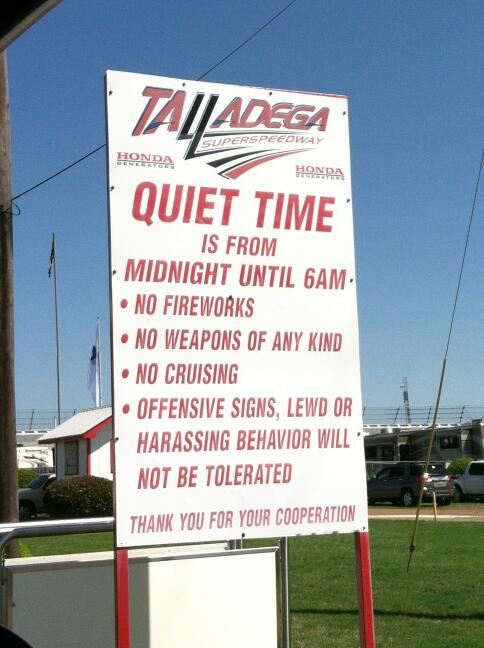 TALLADEGA
SUPERSPEEDWAY
HONDA
GENERATORS
HONDA
GENERATORS
QUIET TIME
IS FROM
MIDNIGHT UNTIL 6AM
• NO FIREWORKS
• NO WEAPONS OF ANY KIND
• NO CRUISING
• OFFENSIVE SIGNS, LEWD OR
HARASSING BEHAVIOR WILL
NOT BE TOLERATED
THANK YOU FOR YOUR COOPERATION